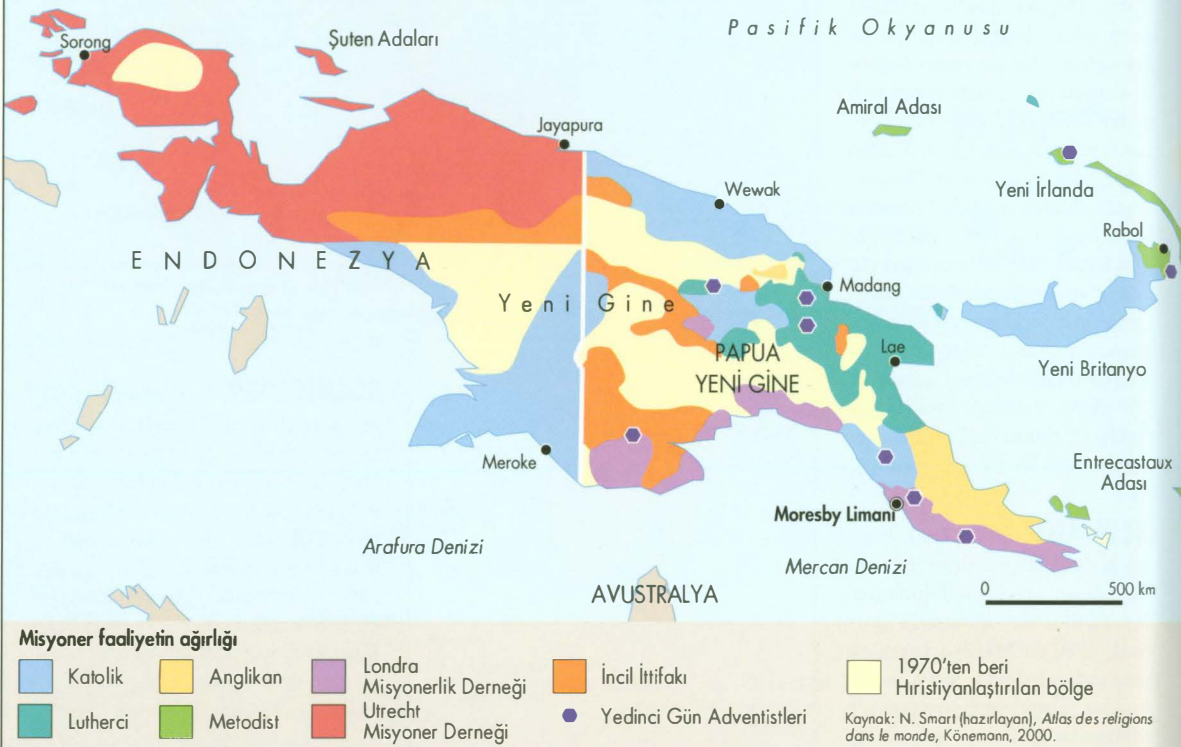 Pasifik Okyanusu
Sorong
Şuten Adaları
Amiral Adası
Jayapura
Wewak
Yeni İrlanda
Rabol
ENDONEZYA
Madang
Yeni Gine
PAPUA
YENİ GİNE
Lae
Yeni Britanyo
Meroke
Entrecastaux
Adası
Moresby Limanı
Arafura Denizi
Mercan Denizi
AVUSTRALYA
0 500 km
Misyoner faaliyetin ağırlığı
Katolik
Anglikan
Londra
Misyonerlik Derneği
İncil İttifakı
1970'ten beri
Hıristiyanlaştırılan bölge
Lutherci
Metodist
Utrecht
Misyoner Derneği
Yedinci Gün Adventistleri
Kaynak: N. Smart (hazırlayan), Atlas des religions
dans le monde, Könemann, 2000.